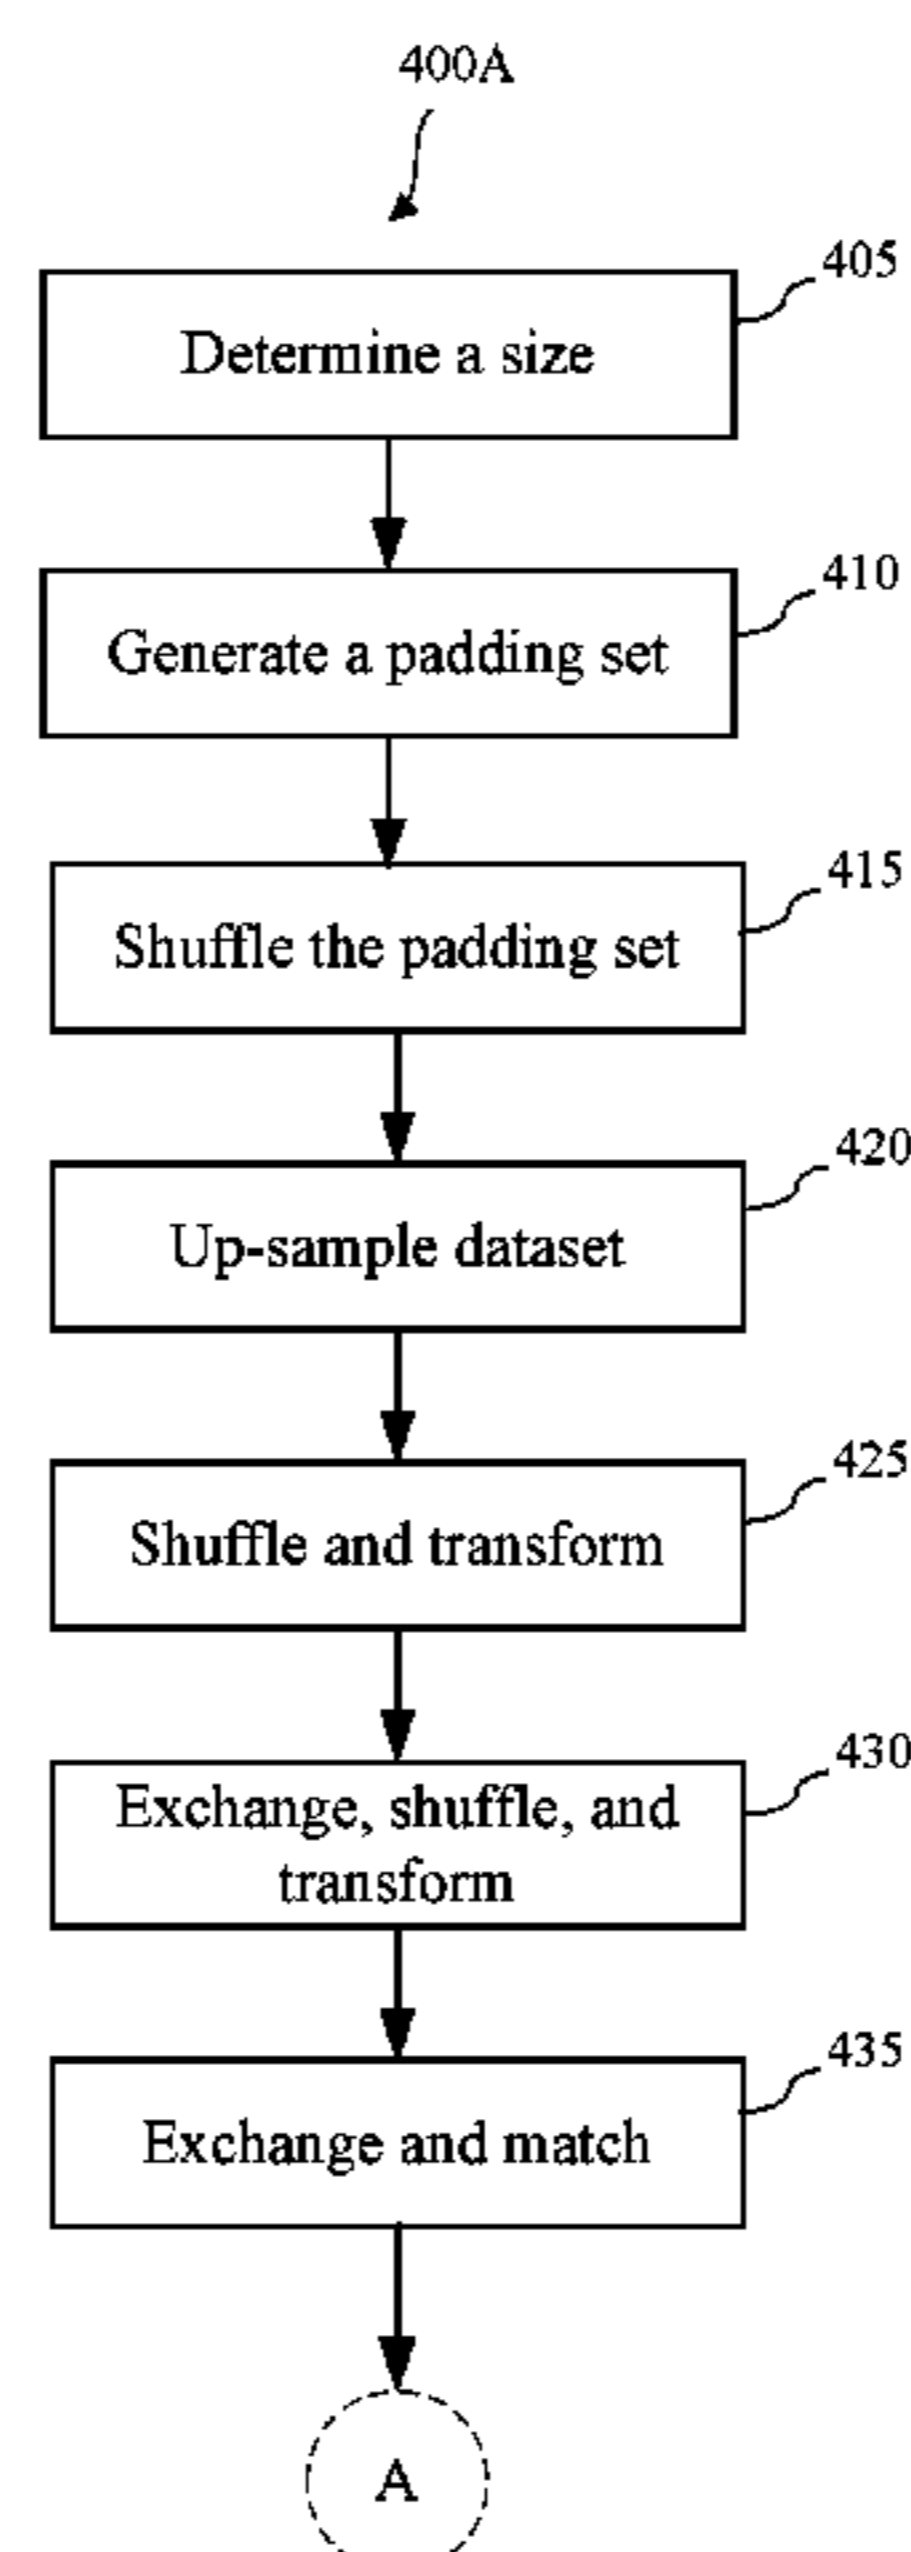 400A
405
Determine a size
410
Generate a padding set
415
Shuffle the padding set
420
Up-sample dataset
425
Shuffle and transform
430
Exchange, shuffle, and
transform
435
Exchange and match
A